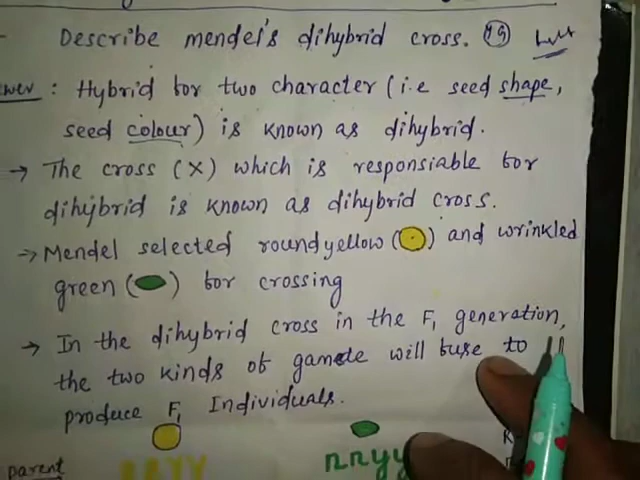 Describe mendel's dihybrid cross. 19
wer : Hybrid for two character (i.e seed shape,
seed colour) is known as dihybrid.
→ The cross (X) which is responsiable for
dihybrid is known as dihybrid cross.
→ Mendel selected round yellow ( ) and wrinkled
green ( ) for crossing
→ In the dihybrid cross in the F1 generation,
the two kinds of gamete will fuse to
produce F1 Individuals.
parent RRYY rryy